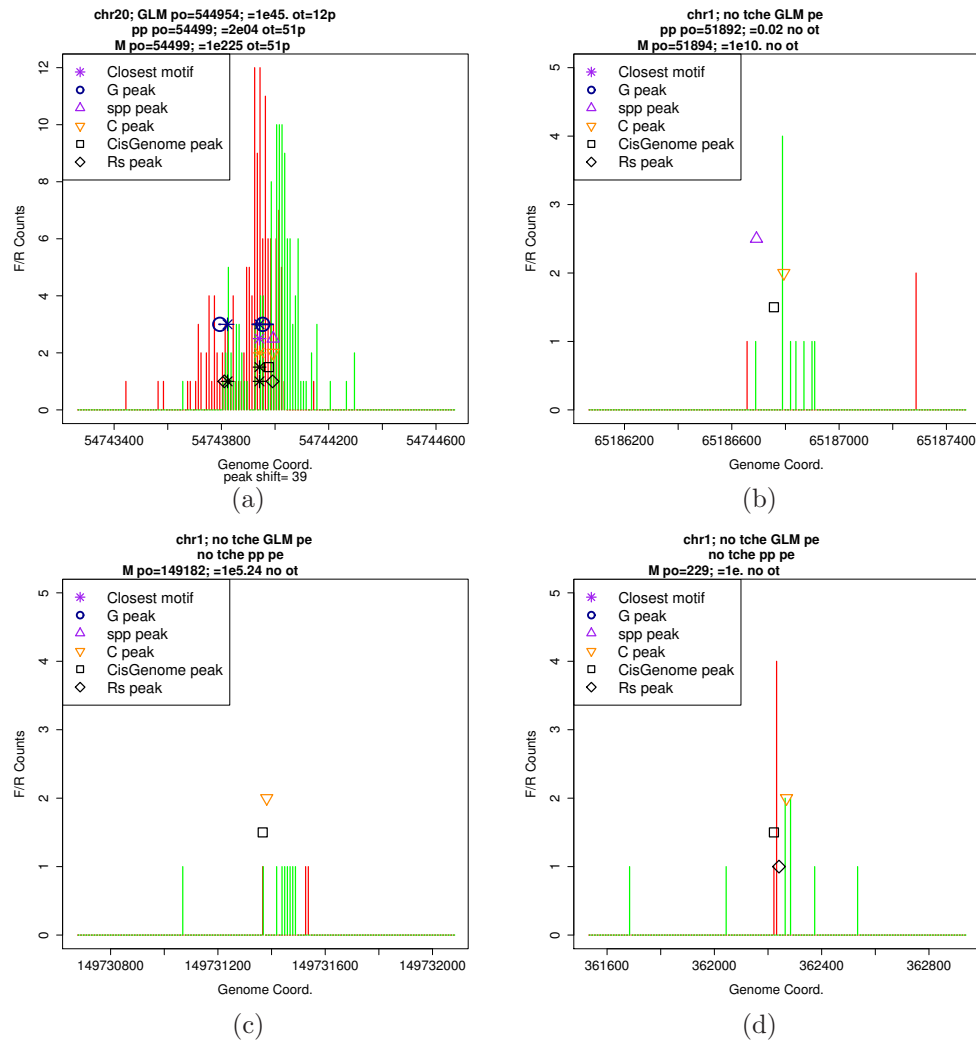 chr20; GLM po=544954; =1e45. ot=12p
pp po=54499; =2e04 ot=51p
M po=54499; =1e225 ot=51p
Closest motif
G peak
spp peak
C peak
CisGenome peak
Rs peak
F/R Counts
0 2 4 6 8 10 12
54743400 54743800 54744200 54744600
Genome Coord.
peak shift= 39
(a)
chr1; no tche GLM pe
pp po=51892; =0.02 no ot
M po=51894; =1e10. no ot
Closest motif
G peak
spp peak
C peak
CisGenome peak
Rs peak
F/R Counts
0 1 2 3 4 5
65186200 65186600 65187000 65187400
Genome Coord.
(b)
chr1; no tche GLM pe
no tche pp pe
M po=149182; =1e5.24 no ot
Closest motif
G peak
spp peak
C peak
CisGenome peak
Rs peak
F/R Counts
0 1 2 3 4 5
149730800 149731200 149731600 149732000
Genome Coord.
(c)
chr1; no tche GLM pe
no tche pp pe
M po=229; =1e. no ot
Closest motif
G peak
spp peak
C peak
CisGenome peak
Rs peak
F/R Counts
0 1 2 3 4 5
361600 362000 362400 362800
Genome Coord.
(d)